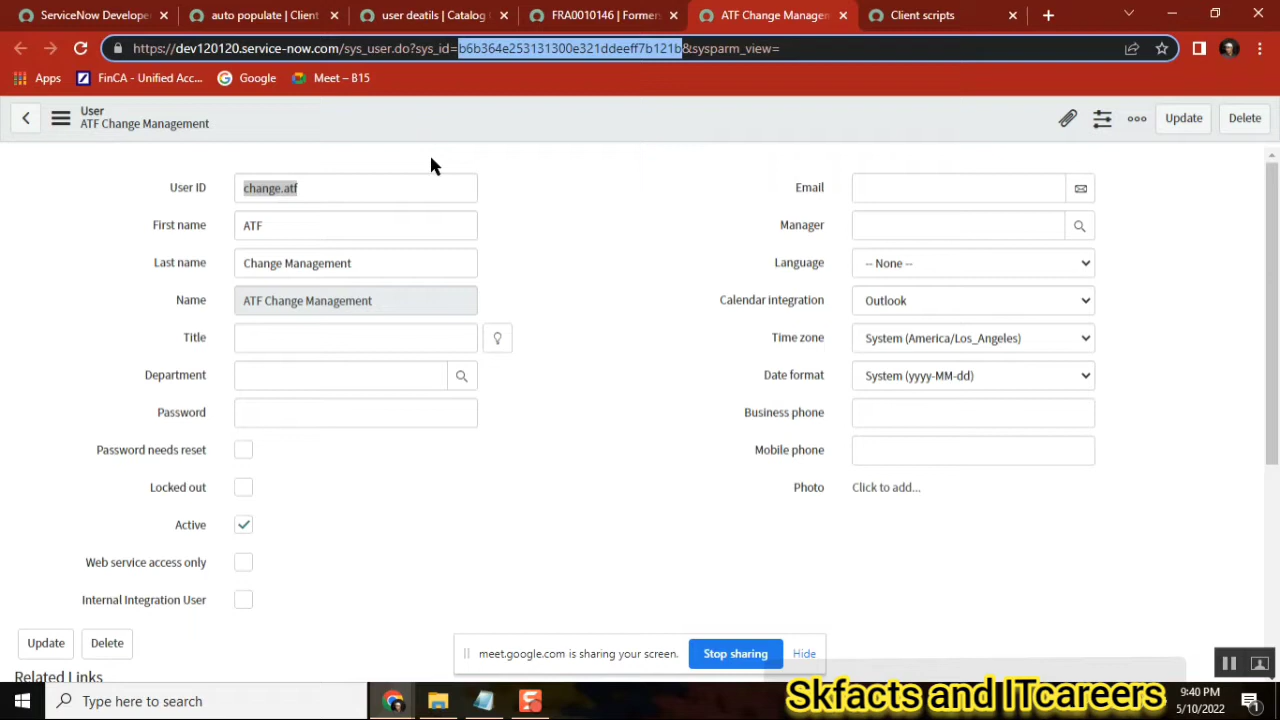 ServiceNow Develope
auto populate | Client
user deatils | Catalog
FRA0010146 | Former
ATF Change Managem
Client scripts
https://dev120120.service-now.com/sys_user.do?sys_id=b6b364e253131300e321ddeeff7b121b&sysparm_view=
Apps
FinCA - Unified Acc...
Google
Meet – B15
User
ATF Change Management
Update
Delete
User ID
change.atf
Email
First name
ATF
Manager
Last name
Change Management
Language
-- None --
Name
ATF Change Management
Calendar integration
Outlook
Title
Time zone
System (America/Los_Angeles)
Department
Date format
System (yyyy-MM-dd)
Password
Business phone
Password needs reset
Mobile phone
Locked out
Photo
Click to add...
Active
Web service access only
Internal Integration User
Update
Delete
meet.google.com is sharing your screen.
Stop sharing
Hide
Related Links
Type here to search
Skfacts and ITcareers
9:40 PM
5/10/2022
1